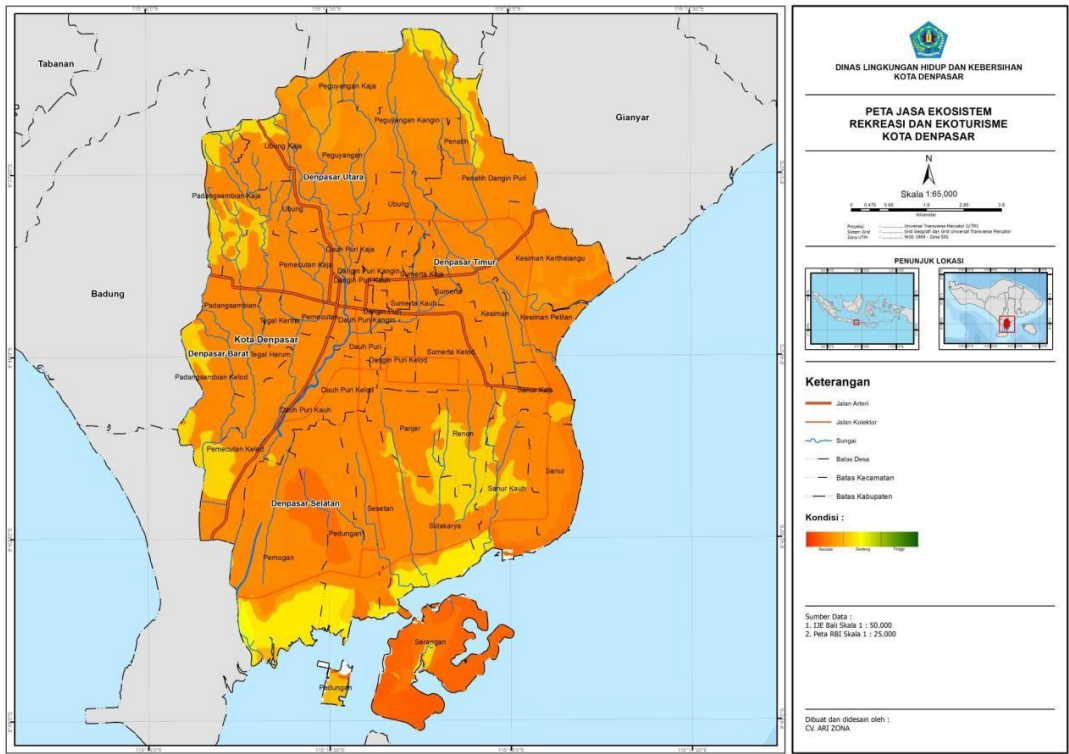 Tabanan
Gianyar
Badung
Peguyangan Kaja
Peguyangan Kangin
Penatih
Ubung Kaja
Peguyangan
Denpasar Utara
Penatih Dangin Puri
Padangsambian Kaja
Ubung
Ubung
Dauh Puri Kaja
Denpasar Timur
Kesiman Kerthalangu
Pemecutan Kaja
Dangin Puri Kangin
Sumerta Kaja
Dangin Puri Kauh
Sumerta
Padangsambian
Sumerta Kauh
Dangin Puri
Kesiman
Kesiman Petilan
Tegal Kertha
Pemecutan
Dauh Puri Kangin
Kota Denpasar
Dauh Puri
Denpasar Barat
Tegal Harum
Sumerta Kelod
Dangin Puri Kelod
Padangsambian Kelod
Dauh Puri Kelod
Sanur Kaja
Dauh Puri Kauh
Panjer
Renon
Pemecutan Kelod
Sanur
Sanur Kauh
Denpasar Selatan
Sesetan
Sidakarya
Pedungan
Pemogan
Serangan
Pedungan
DINAS LINGKUNGAN HIDUP DAN KEBERSIHAN
KOTA DENPASAR
PETA JASA EKOSISTEM
REKREASI DAN EKOTURISME
KOTA DENPASAR
N
Skala 1:65,000
Kilometer
PENUNJUK LOKASI
Keterangan
Jalan Arteri
Jalan Kolektor
Sungai
Batas Desa
Batas Kecamatan
Batas Kabupaten
Kondisi :
Rendah Sedang Tinggi
Sumber Data :
1. IJE Bali Skala 1 : 50.000
2. Peta RBI Skala 1 : 25.000
Dibuat dan didesain oleh :
CV. ARI ZONA